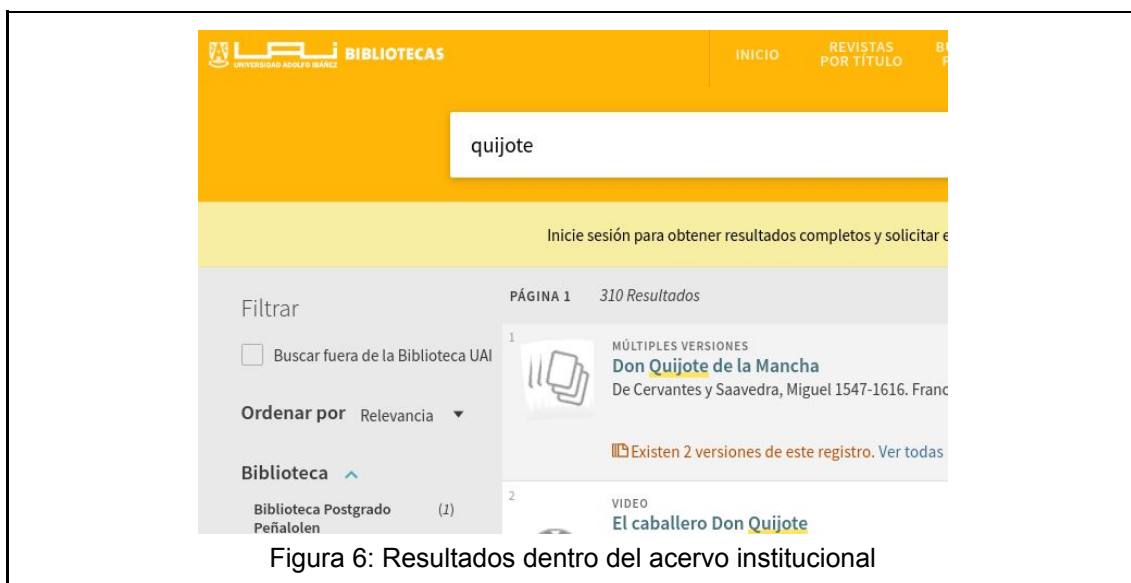 UAI BIBLIOTECAS
UNIVERSIDAD ADOLFO IBÁÑEZ
INICIO
REVISTAS
POR TÍTULO
quijote
Inicie sesión para obtener resultados completos y solicitar e
Filtrar
Buscar fuera de la Biblioteca UAI
Ordenar por Relevancia
Biblioteca
Biblioteca Postgrado (1)
Peñalolen
PÁGINA 1 310 Resultados
1
MÚLTIPLES VERSIONES
Don Quijote de la Mancha
De Cervantes y Saavedra, Miguel 1547-1616. Franc
Existen 2 versiones de este registro. Ver todas
2
VIDEO
El caballero Don Quijote
Figura 6: Resultados dentro del acervo institucional